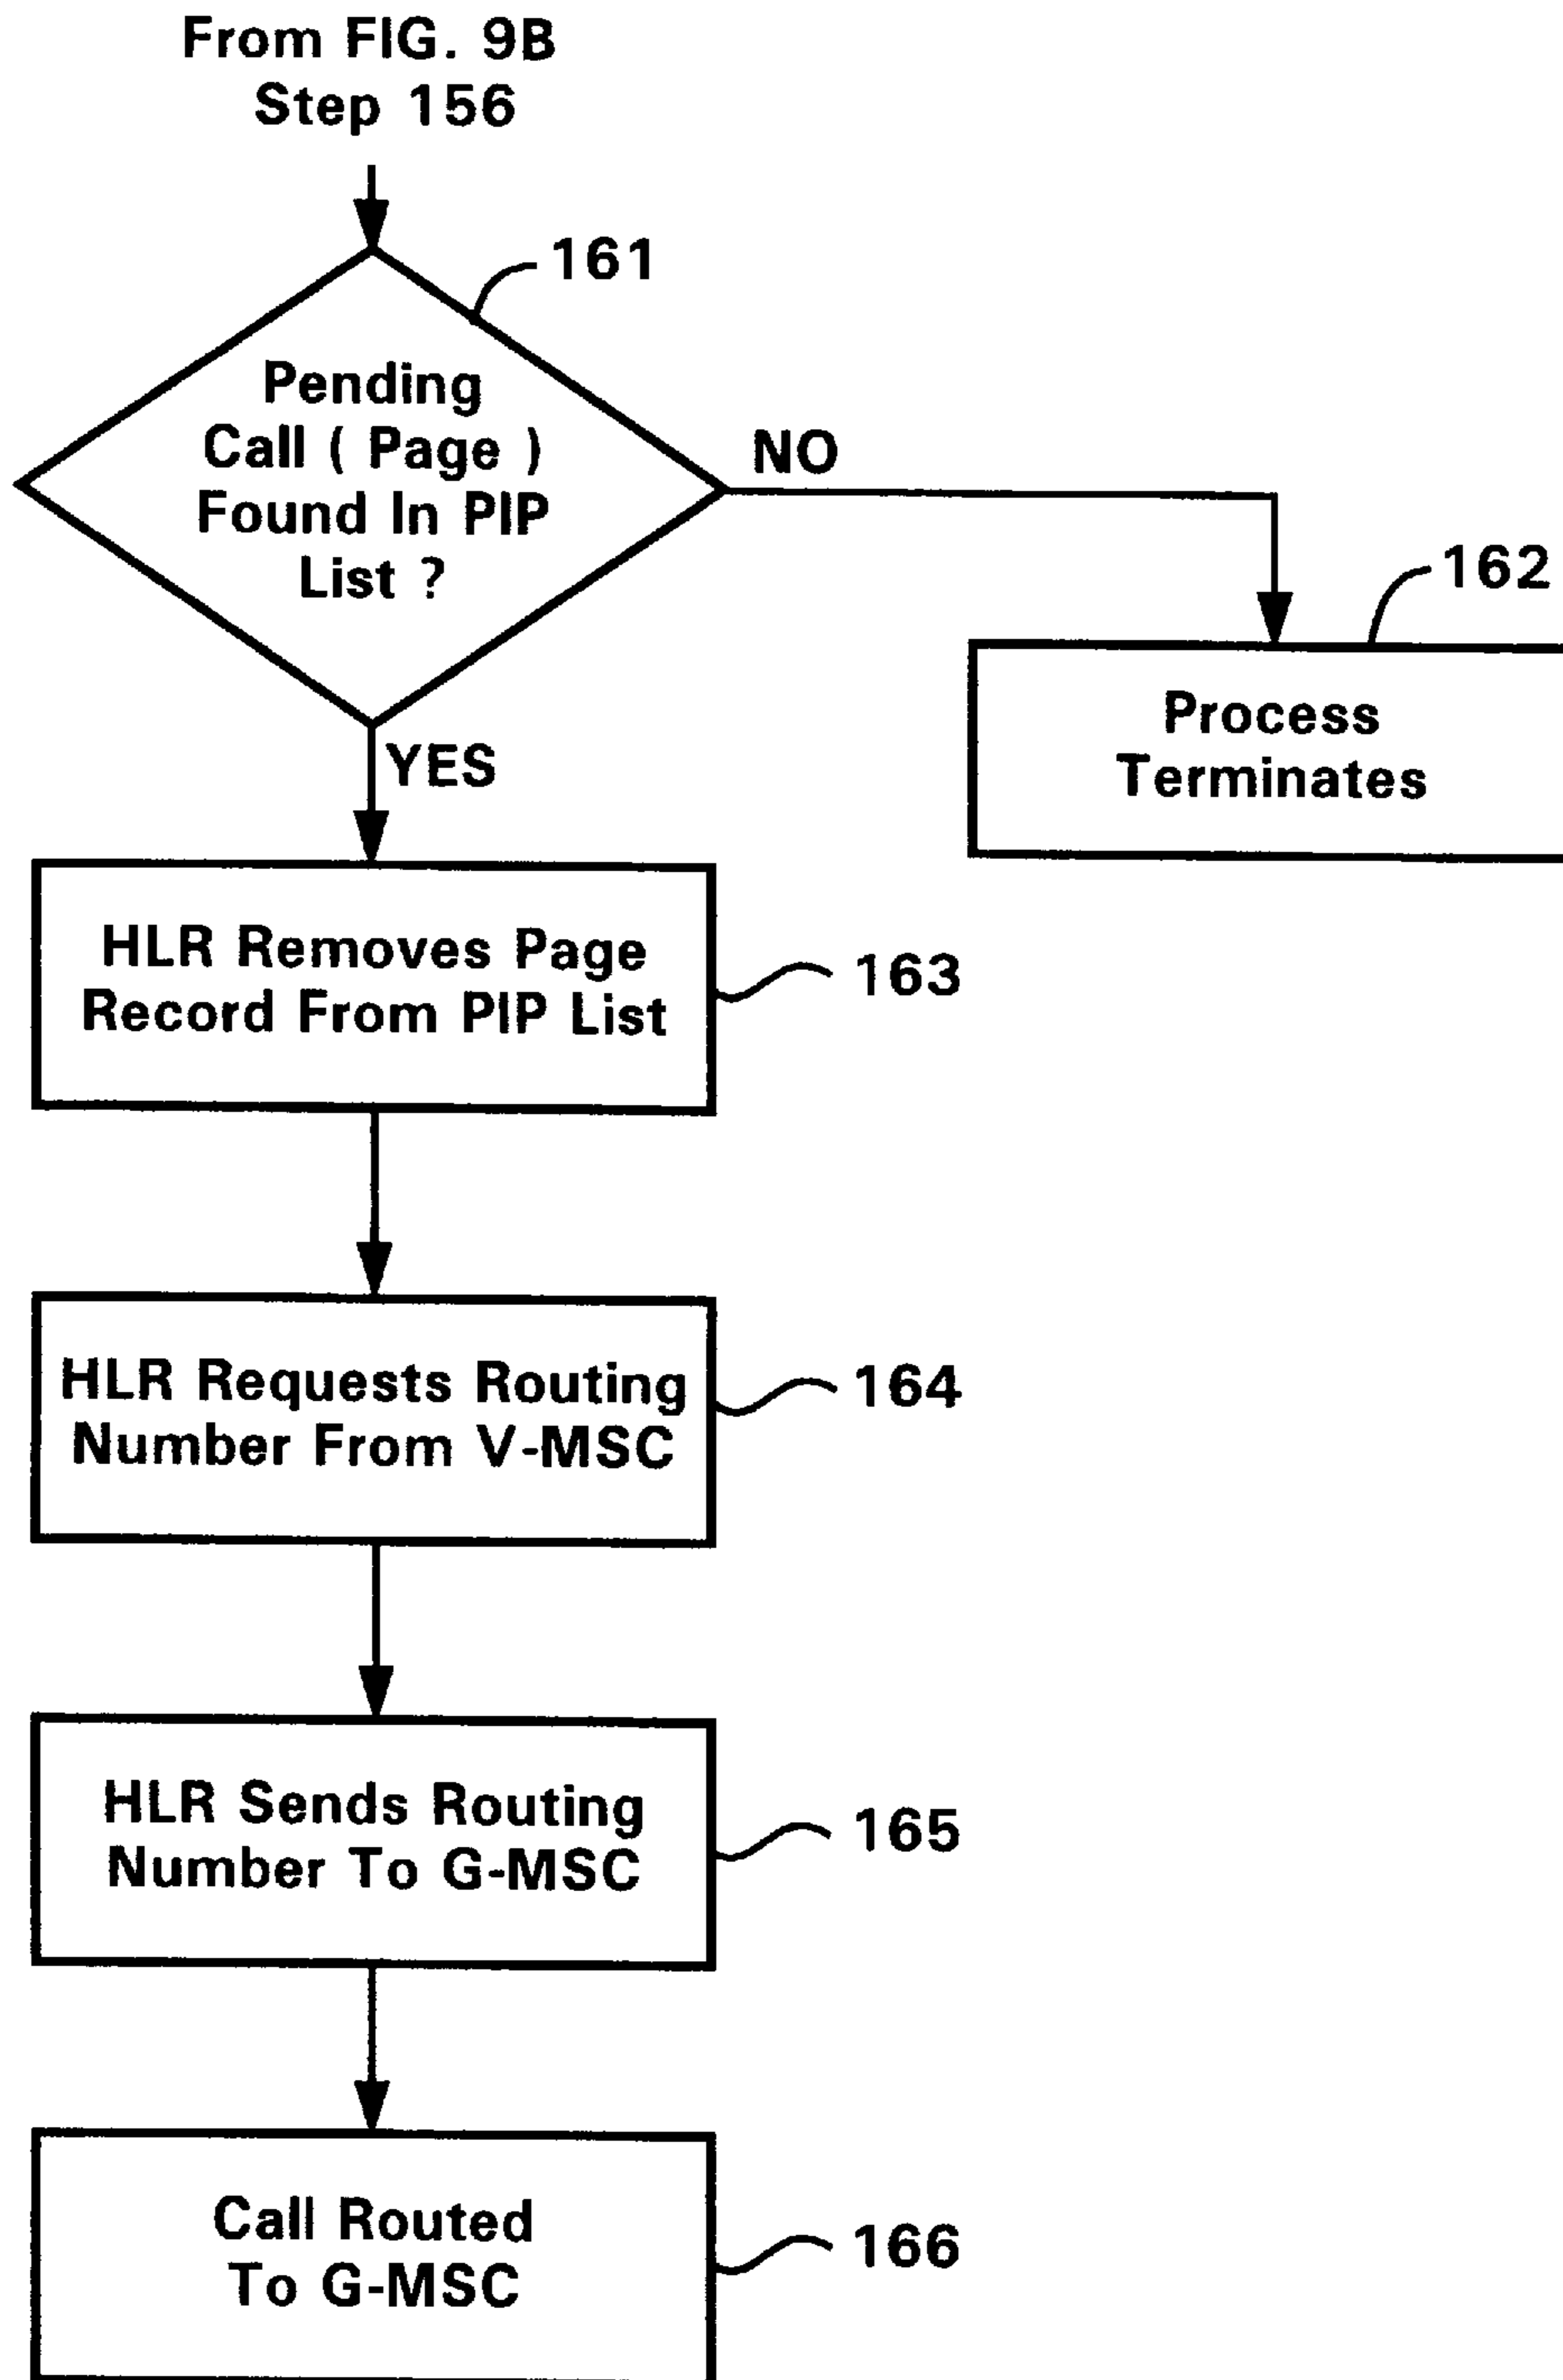 From FIG. 9B
Step 156
161
Pending
Call ( Page )
Found In PIP
List ?
NO
162
Process
Terminates
YES
HLR Removes Page
Record From PIP List
163
HLR Requests Routing
Number From V-MSC
164
HLR Sends Routing
Number To G-MSC
165
Call Routed
To G-MSC
166